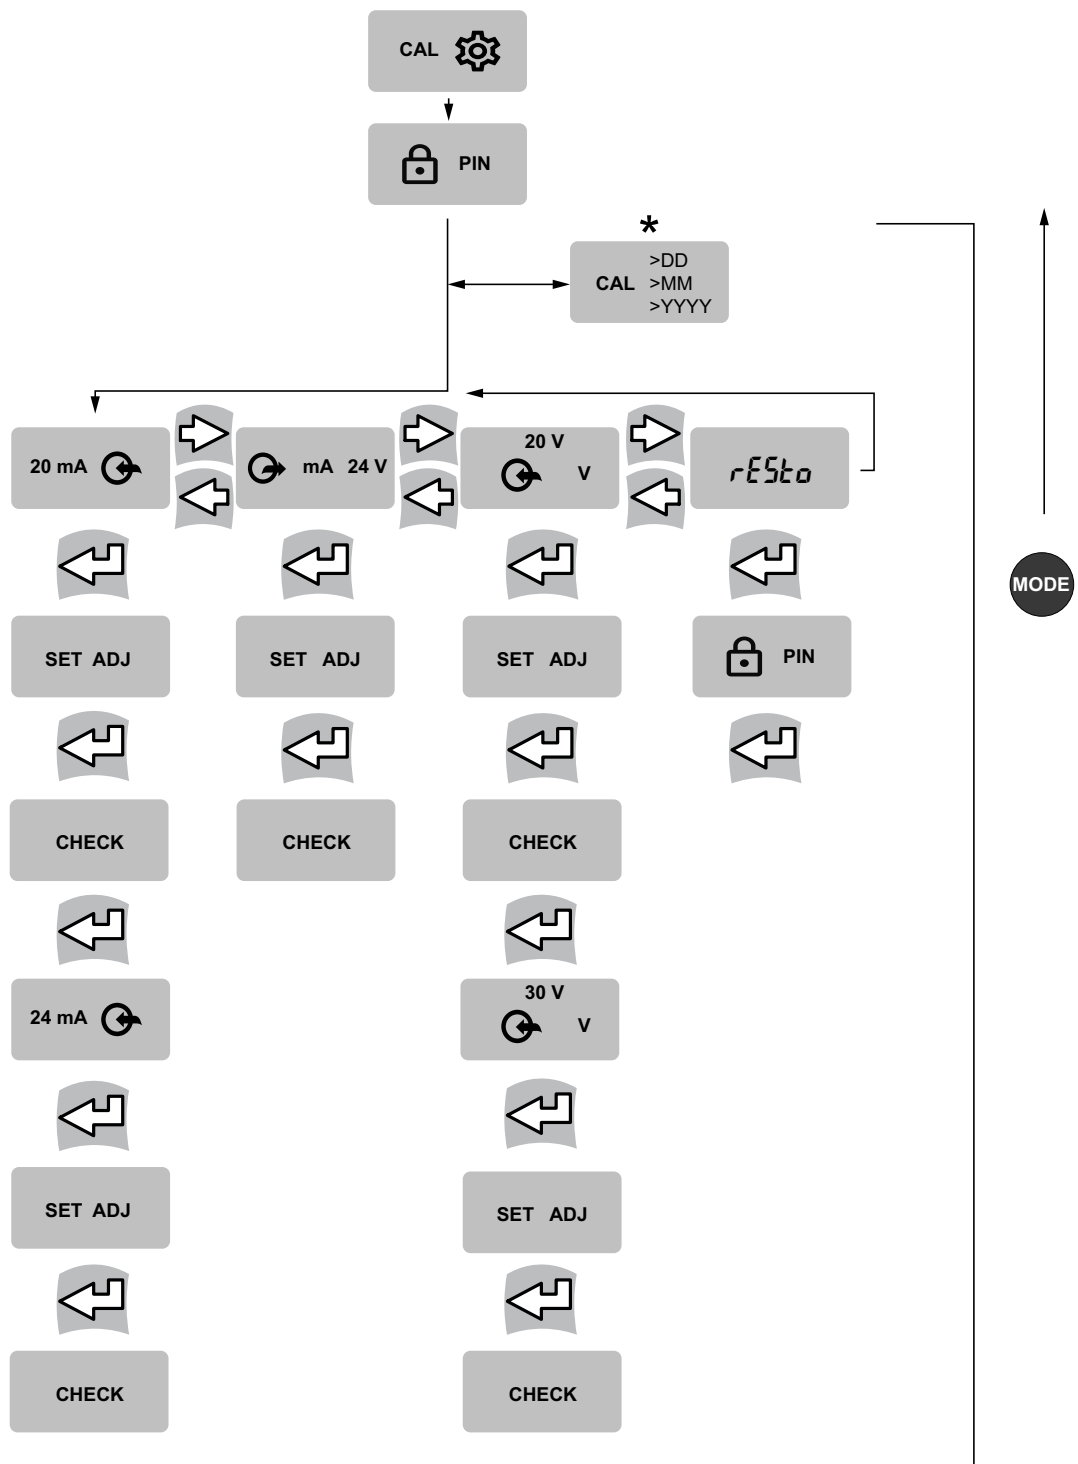 CAL
PIN
*
>DD
CAL >MM
>YYYY
20 mA
mA 24 V
20 V
V
rESto
SET ADJ
SET ADJ
SET ADJ
PIN
MODE
CHECK
CHECK
CHECK
24 mA
30 V
V
SET ADJ
SET ADJ
CHECK
CHECK